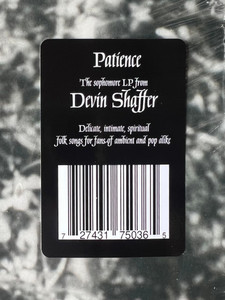 Patience
The sophomore LP from
Devin Shaffer
Delicate, intimate, spiritual
folk songs for fans of ambient and pop alike
7 27431 75036 5